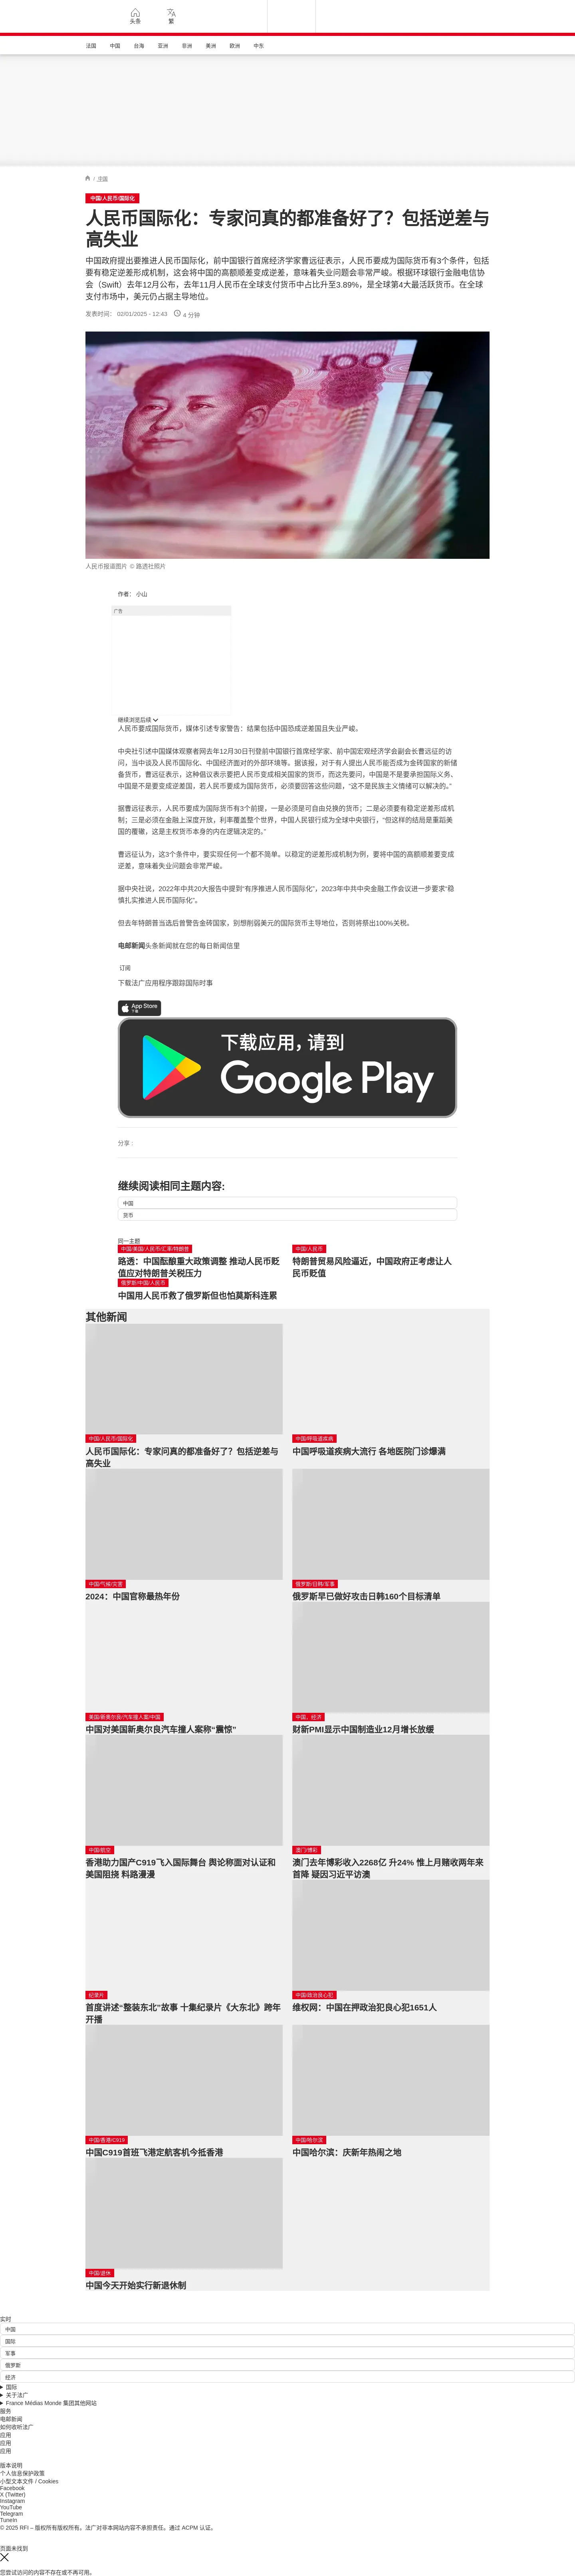 头条
繁
法国
中国
台海
亚洲
非洲
美洲
欧洲
中东
/ 中国
中国/人民币/国际化
人民币国际化：专家问真的都准备好了？包括逆差与
高失业
中国政府提出要推进人民币国际化，前中国银行首席经济学家曹远征表示，人民币要成为国际货币有3个条件，包括
要有稳定逆差形成机制，这会将中国的高额顺差变成逆差，意味着失业问题会非常严峻。根据环球银行金融电信协
会（Swift）去年12月公布，去年11月人民币在全球支付货币中占比升至3.89%，是全球第4大最活跃货币。在全球
支付市场中，美元仍占据主导地位。
发表时间： 02/01/2025 - 12:43 4 分钟
人民币报道图片 © 路透社照片
作者： 小山
广告
继续浏览后续
人民币要成国际货币，媒体引述专家警告：结果包括中国恐成逆差国且失业严峻。
中央社引述中国媒体观察者网去年12月30日刊登前中国银行首席经学家、前中国宏观经济学会副会长曹远征的访
问，当中谈及人民币国际化、中国经济面对的外部环境等。据该报，对于有人提出人民币能否成为金砖国家的新储
备货币，曹远征表示，这种倡议表示要把人民币变成相关国家的货币，而这先要问，中国是不是要承担国际义务、
中国是不是要变成逆差国，若人民币要成为国际货币，必须要回答这些问题，“这不是民族主义情绪可以解决的。”
据曹远征表示，人民币要成为国际货币有3个前提，一是必须是可自由兑换的货币；二是必须要有稳定逆差形成机
制；三是必须在金融上深度开放，利率覆盖整个世界，中国人民银行成为全球中央银行，“但这样的结局是重蹈美
国的覆辙，这是主权货币本身的内在逻辑决定的。”
曹远征认为，这3个条件中，要实现任何一个都不简单。以稳定的逆差形成机制为例，要将中国的高额顺差要变成
逆差，意味着失业问题会非常严峻。
据中央社说，2022年中共20大报告中提到“有序推进人民币国际化”，2023年中共中央金融工作会议进一步要求“稳
慎扎实推进人民币国际化”。
但去年特朗普当选后曾警告金砖国家，别想削弱美元的国际货币主导地位，否则将祭出100%关税。
电邮新闻头条新闻就在您的每日新闻信里
订阅
下载法广应用程序跟踪国际时事
App Store
下载
下载应用，请到
Google Play
分享 :
继续阅读相同主题内容:
中国
货币
同一主题
中国/美国/人民币/汇率/特朗普
路透：中国酝酿重大政策调整 推动人民币贬
值应对特朗普关税压力
中国/人民币
特朗普贸易风险逼近，中国政府正考虑让人
民币贬值
俄罗斯/中国/人民币
中国用人民币救了俄罗斯但也怕莫斯科连累
其他新闻
中国/人民币/国际化
人民币国际化：专家问真的都准备好了？包括逆差与
高失业
中国/呼吸道疾病
中国呼吸道疾病大流行 各地医院门诊爆满
中国/气候/灾害
2024：中国官称最热年份
俄罗斯/日韩/军事
俄罗斯早已做好攻击日韩160个目标清单
美国/新奥尔良/汽车撞人案/中国
中国对美国新奥尔良汽车撞人案称“震惊”
中国、经济
财新PMI显示中国制造业12月增长放缓
中国/航空
香港助力国产C919飞入国际舞台 舆论称面对认证和
美国阻挠 料路漫漫
澳门/博彩
澳门去年博彩收入2268亿 升24% 惟上月赌收两年来
首降 疑因习近平访澳
纪录片
首度讲述“整装东北”故事 十集纪录片《大东北》跨年
开播
中国/政治良心犯
维权网：中国在押政治犯良心犯1651人
中国/香港/C919
中国C919首班飞港定航客机今抵香港
中国/哈尔滨
中国哈尔滨：庆新年热闹之地
中国/退休
中国今天开始实行新退休制
实时
中国
国际
军事
俄罗斯
经济
国际
关于法广
France Médias Monde 集团其他网站
服务
电邮新闻
如何收听法广
应用
应用
应用
版本说明
个人信息保护政策
小型文本文件 / Cookies
Facebook
X (Twitter)
Instagram
YouTube
Telegram
TuneIn
© 2025 RFI – 版权所有版权所有。法广对非本网站内容不承担责任。通过 ACPM 认证。
页面未找到
您尝试访问的内容不存在或不再可用。